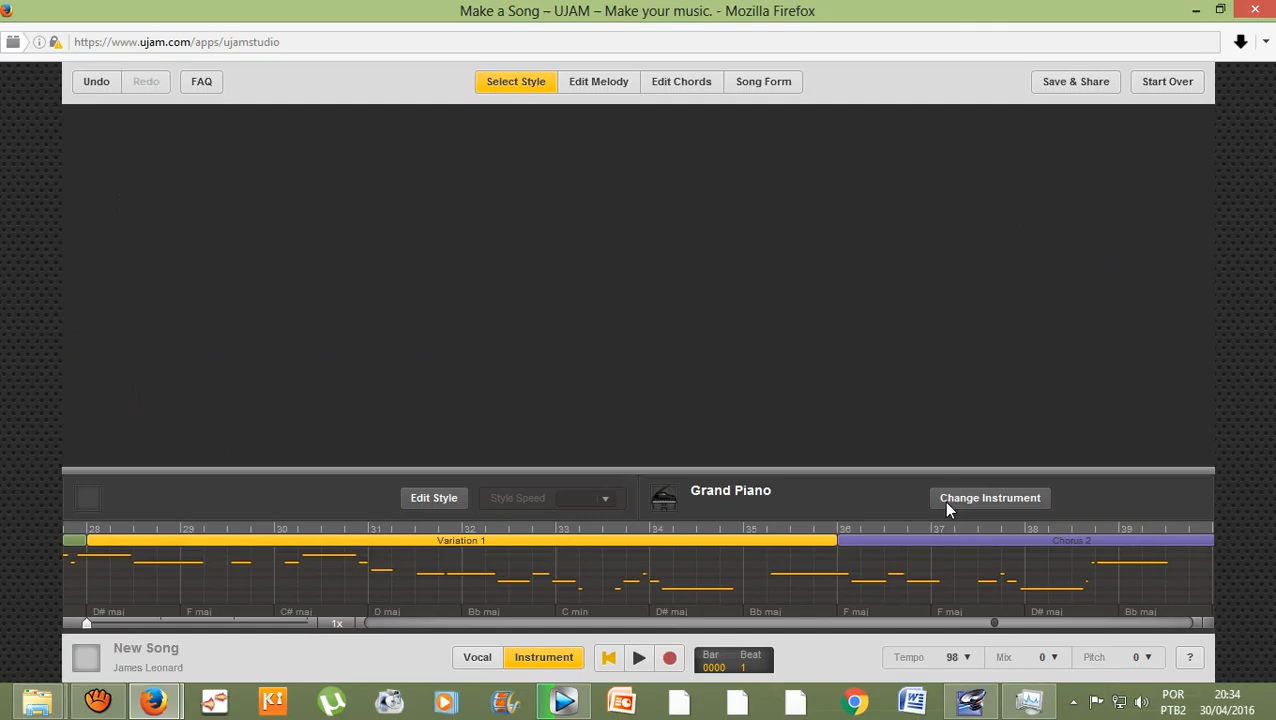 Make a Song – UJAM – Make your music. - Mozilla Firefox
https://www.ujam.com/apps/ujamstudio
Undo Redo FAQ Select Style Edit Melody Edit Chords Song Form Save & Share Start Over
Edit Style Style Speed Grand Piano Change Instrument
28 29 30 31 32 33 34 35 36 37 38 39
Variation 1 Chorus 2
D# maj F maj C# maj D maj Bb maj C min D# maj Bb maj F maj F maj D# maj Bb maj
1x
New Song
James Leonard
Vocal Instrument
Bar Beat
0000 1
Tempo 98 Mix 0 Pitch 0 ?
POR 20:34
PTB2 30/04/2016